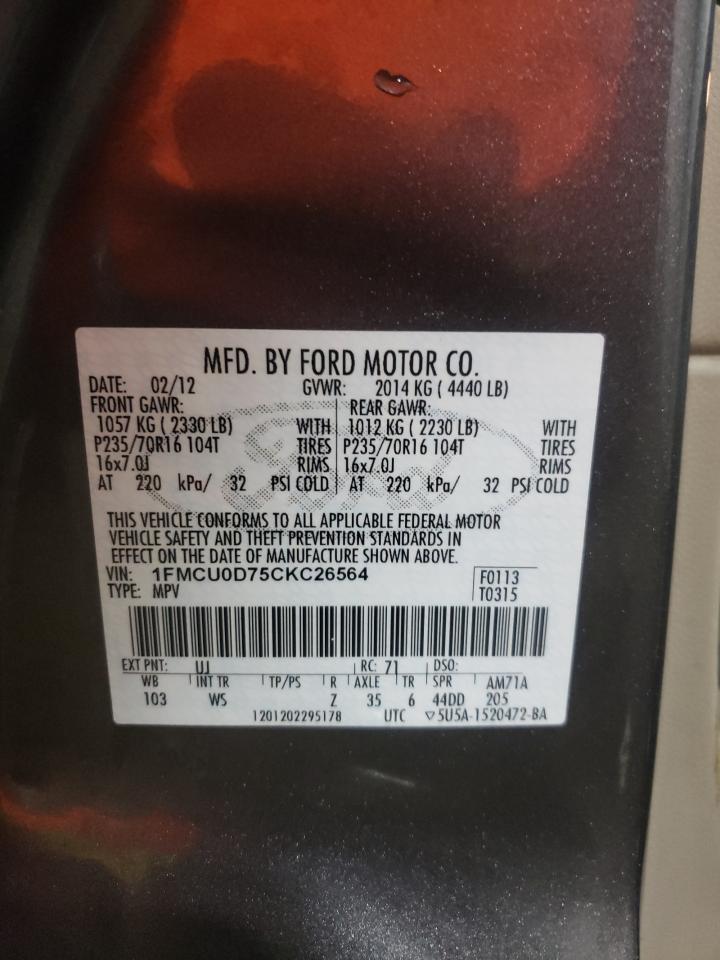 MFD. BY FORD MOTOR CO.
DATE: 02/12 GVWR: 2014 KG ( 4440 LB)
FRONT GAWR: REAR GAWR:
1057 KG ( 2330 LB) WITH 1012 KG ( 2230 LB) WITH
P235/70R16 104T TIRES P235/70R16 104T TIRES
16x7.0J RIMS 16x7.0J RIMS
AT 220 kPa/ 32 PSI COLD AT 220 kPa/ 32 PSI COLD
THIS VEHICLE CONFORMS TO ALL APPLICABLE FEDERAL MOTOR
VEHICLE SAFETY AND THEFT PREVENTION STANDARDS IN
EFFECT ON THE DATE OF MANUFACTURE SHOWN ABOVE.
VIN: 1FMCU0D75CKC26564 F0113
TYPE: MPV T0315
EXT PNT: UJ RC: 71 DSO:
WB INT TR TP/PS R AXLE TR SPR AM71A
103 WS Z 35 6 44DD 205
1201202295178 UTC ▽5U5A-1520472-BA